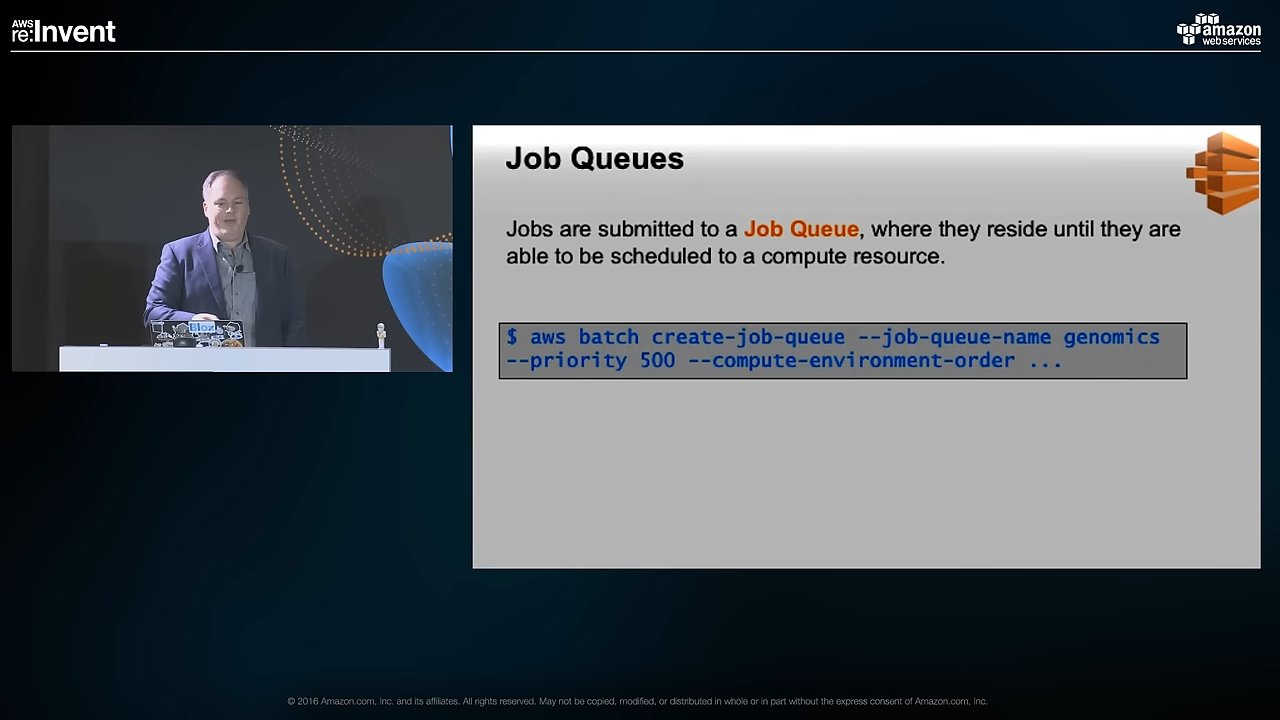 AWS
re:Invent
amazon
web services
Job Queues
Jobs are submitted to a Job Queue, where they reside until they are
able to be scheduled to a compute resource.
$ aws batch create-job-queue --job-queue-name genomics
--priority 500 --compute-environment-order ...
Blox
© 2016 Amazon.com, Inc. and its affiliates. All rights reserved. May not be copied, modified, or distributed in whole or in part without the express consent of Amazon.com, Inc.